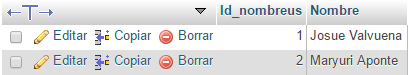 Id_nombreus Nombre
Editar Copiar Borrar 1 Josue Valvuena
Editar Copiar Borrar 2 Maryuri Aponte